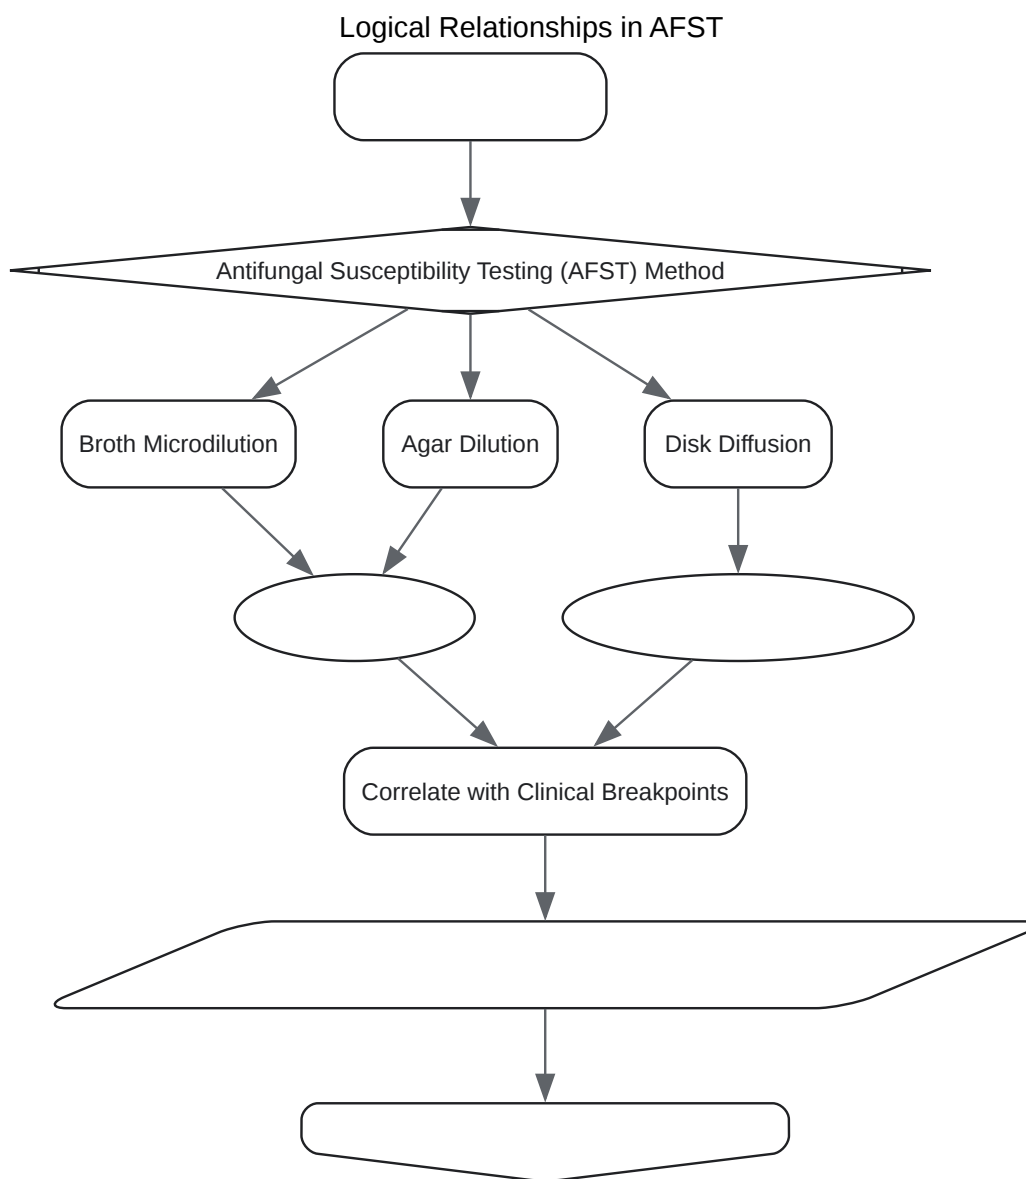 Logical Relationships in AFST
Antifungal Susceptibility Testing (AFST) Method
Broth Microdilution
Agar Dilution
Disk Diffusion
Correlate with Clinical Breakpoints